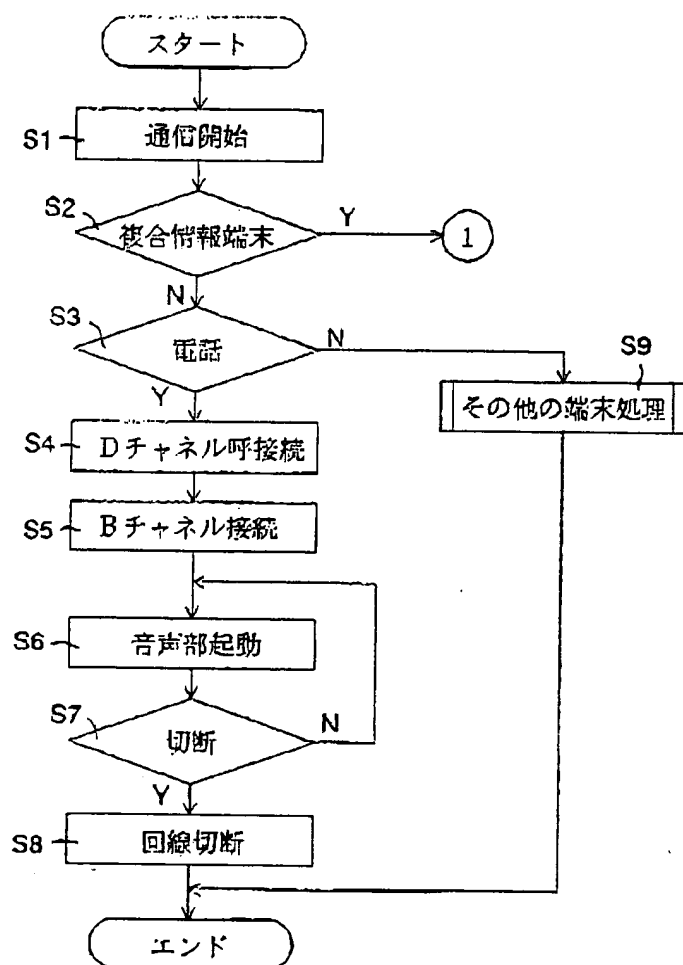 スタート
S1
通信開始
S2
複合情報端末
Y
1
N
S3
電話
N
S9
その他の端末処理
Y
S4
Dチャネル呼接続
S5
Bチャネル接続
S6
音声部起動
S7
切断
N
Y
S8
回線切断
エンド